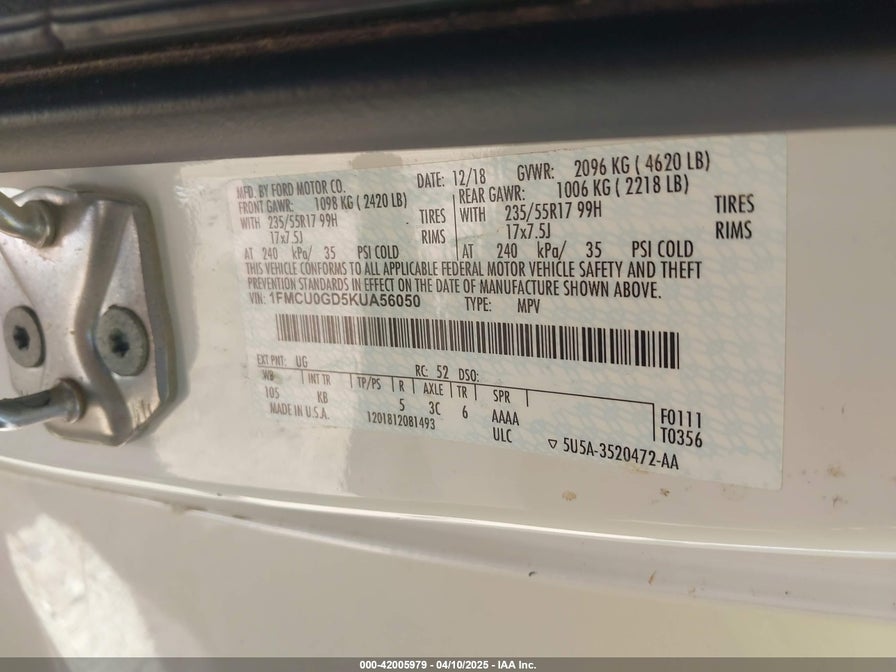 MFD. BY FORD MOTOR CO.
DATE: 12/18 GVWR: 2096 KG ( 4620 LB)
FRONT GAWR: 1098 KG ( 2420 LB) REAR GAWR: 1006 KG ( 2218 LB)
WITH 235/55R17 99H TIRES WITH 235/55R17 99H TIRES
17x7.5J RIMS 17x7.5J RIMS
AT 240 kPa/ 35 PSI COLD AT 240 kPa/ 35 PSI COLD
THIS VEHICLE CONFORMS TO ALL APPLICABLE FEDERAL MOTOR VEHICLE SAFETY AND THEFT
PREVENTION STANDARDS IN EFFECT ON THE DATE OF MANUFACTURE SHOWN ABOVE.
VIN: 1FMCU0GD5KUA56050 TYPE: MPV
EXT PNT: UG RC: 52 DSO:
WB INT TR TP/PS R AXLE TR SPR
105 KB 5 3C 6 AAAA F0111
MADE IN U.S.A. 1201812081493 ULC T0356
▽ 5U5A-3520472-AA
000-42005979 - 04/10/2025 - IAA Inc.